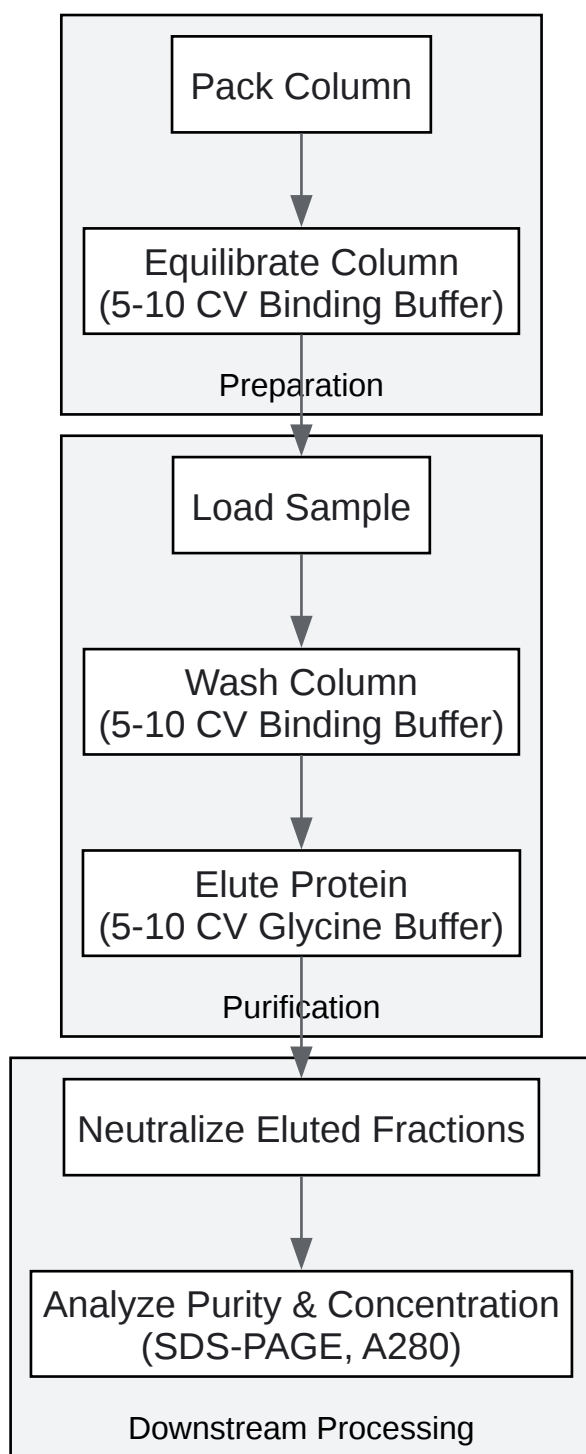 Pack Column
Equilibrate Column
(5-10 CV Binding Buffer)
Preparation
Load Sample
Wash Column
(5-10 CV Binding Buffer)
Elute Protein
(5-10 CV Glycine Buffer)
Purification
Neutralize Eluted Fractions
Analyze Purity & Concentration
(SDS-PAGE, A280)
Downstream Processing